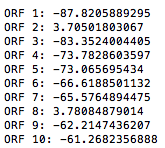 ORF 1: -87.8205889295
ORF 2: 3.70501803067
ORF 3: -83.3524004405
ORF 4: -73.7828603597
ORF 5: -73.065695434
ORF 6: -66.6188501132
ORF 7: -65.5764894475
ORF 8: 3.78084879014
ORF 9: -62.2147436207
ORF 10: -61.2682356888